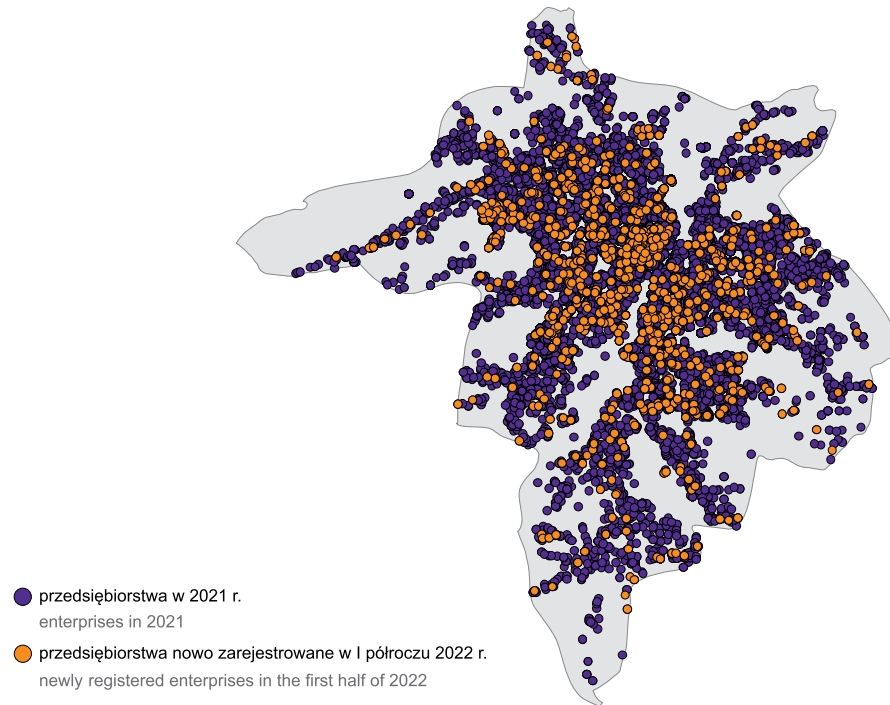 przedsiębiorstwa w 2021 r.
enterprises in 2021
przedsiębiorstwa nowo zarejestrowane w I półroczu 2022 r.
newly registered enterprises in the first half of 2022